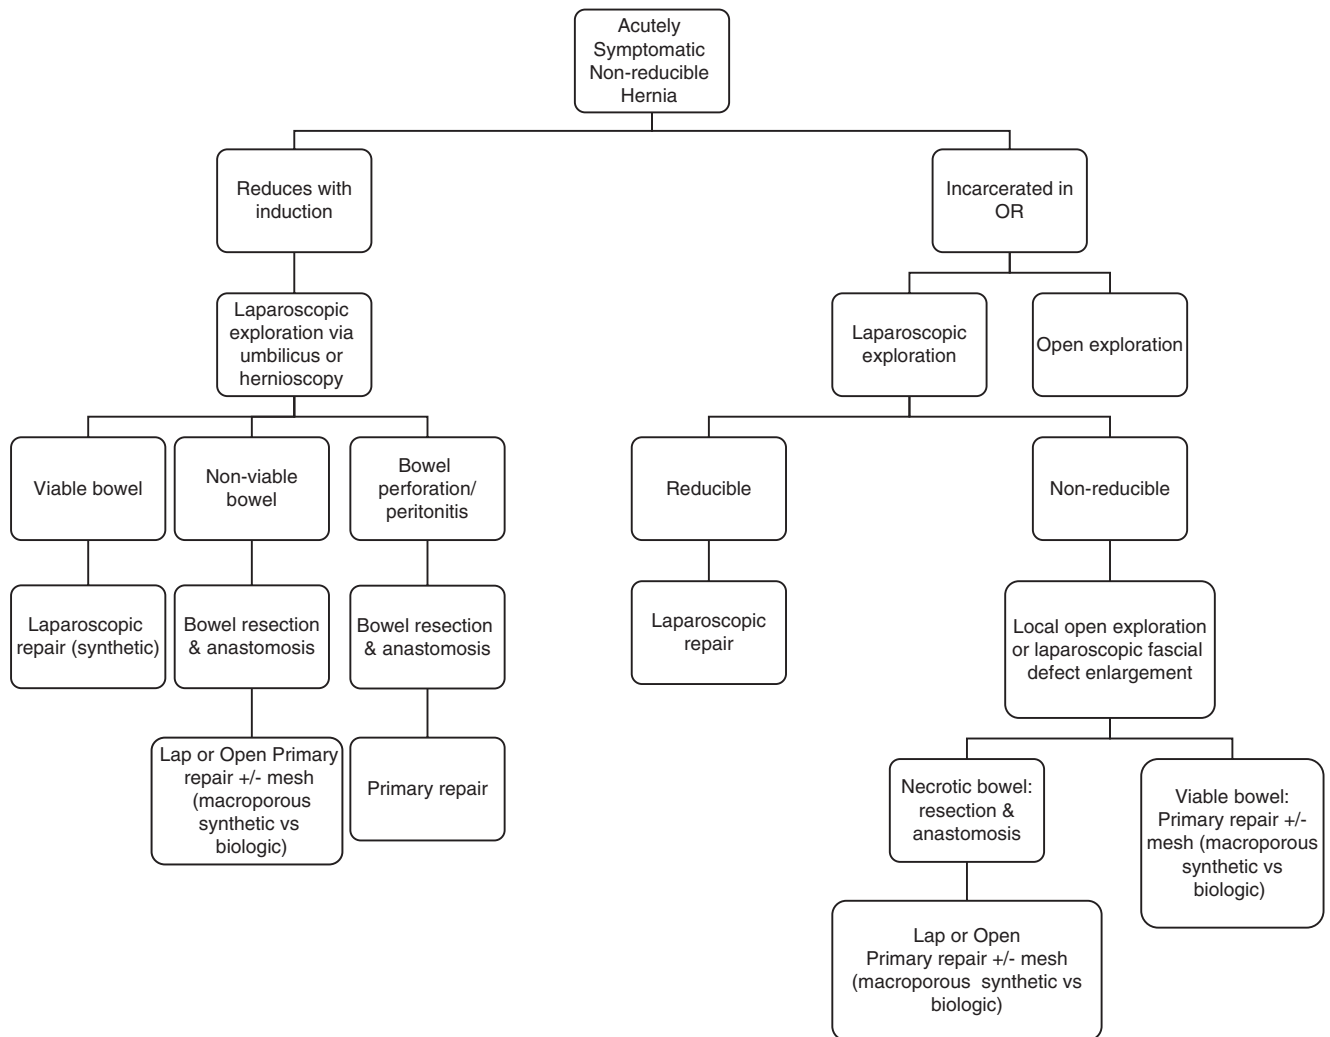 Acutely
Symptomatic
Non-reducible
Hernia
Reduces with
induction
Incarcerated in
OR
Laparoscopic
exploration via
umbilicus or
hernioscopy
Laparoscopic
exploration
Open exploration
Viable bowel
Non-viable
bowel
Bowel
perforation/
peritonitis
Reducible
Non-reducible
Laparoscopic
repair (synthetic)
Bowel resection
& anastomosis
Bowel resection
& anastomosis
Laparoscopic
repair
Local open exploration
or laparoscopic fascial
defect enlargement
Lap or Open Primary
repair +/- mesh
(macroporous
synthetic vs
biologic)
Primary repair
Necrotic bowel:
resection &
anastomosis
Viable bowel:
Primary repair +/-
mesh (macroporous
synthetic vs
biologic)
Lap or Open
Primary repair +/- mesh
(macroporous synthetic vs
biologic)